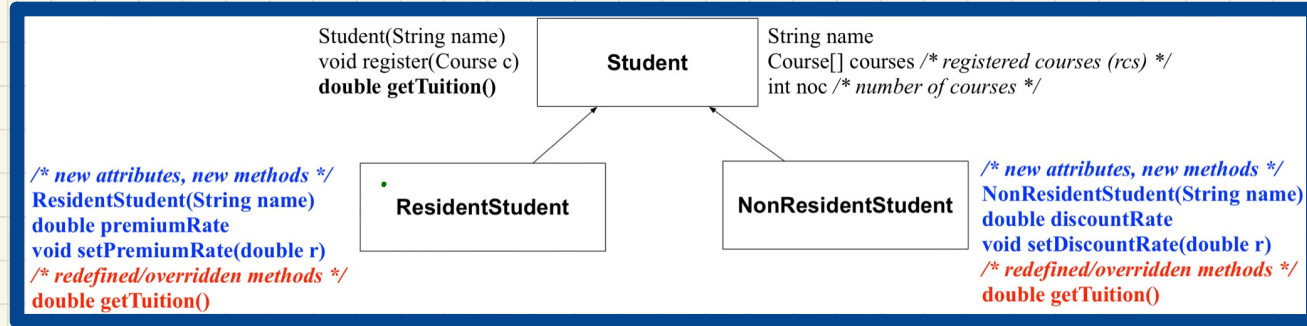 Student(String name)
void register(Course c)
double getTuition()
Student
String name
Course[] courses /* registered courses (rcs) */
int noc /* number of courses */
/* new attributes, new methods */
ResidentStudent(String name)
double premiumRate
void setPremiumRate(double r)
/* redefined/overridden methods */
double getTuition()
ResidentStudent
NonResidentStudent
/* new attributes, new methods */
NonResidentStudent(String name)
double discountRate
void setDiscountRate(double r)
/* redefined/overridden methods */
double getTuition()